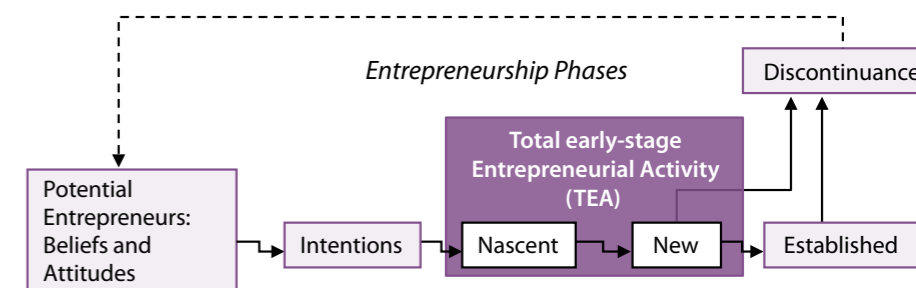 Entrepreneurship Phases
Discontinuance
Total early-stage
Entrepreneurial Activity
(TEA)
Potential
Entrepreneurs:
Beliefs and
Attitudes
Intentions
Nascent
New
Established